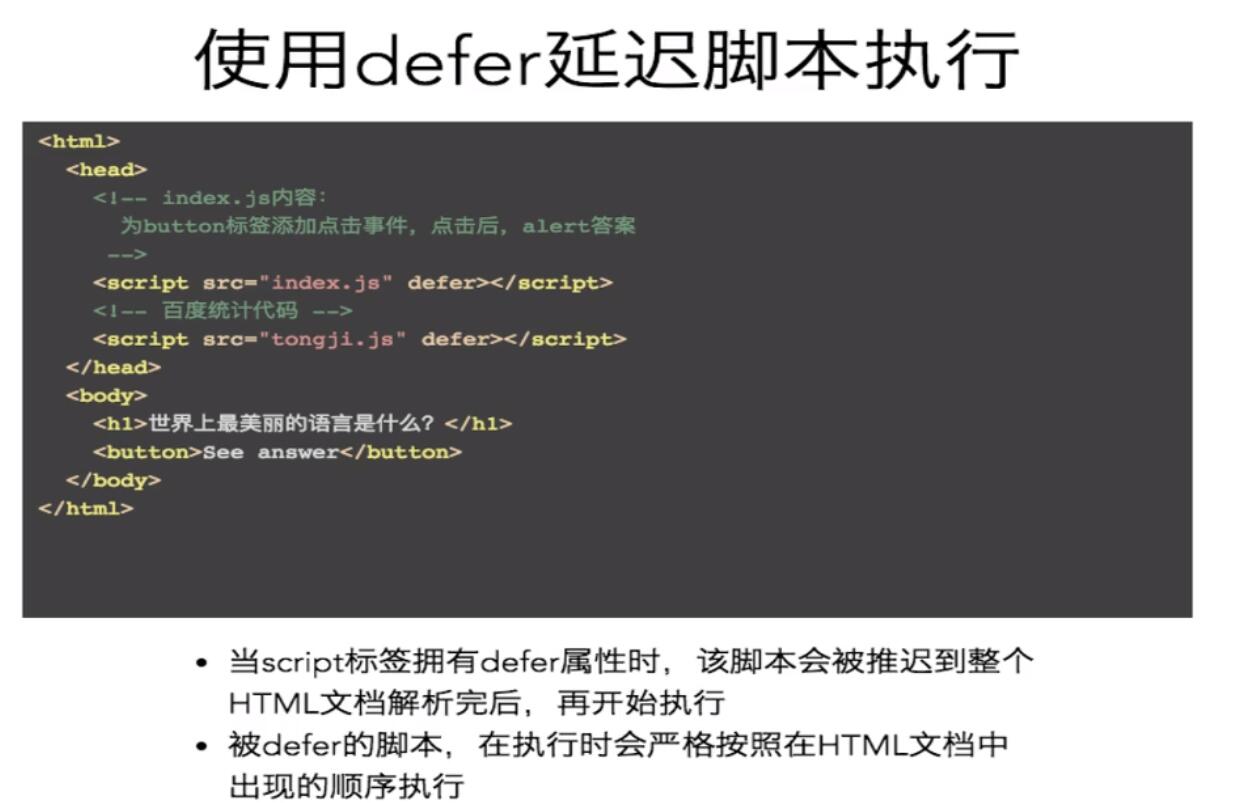 使用defer延迟脚本执行
<html>
<head>
<!-- index.js内容:
为button标签添加点击事件，点击后，alert答案
-->
<script src="index.js" defer></script>
<!-- 百度统计代码 -->
<script src="tongji.js" defer></script>
</head>
<body>
<h1>世界上最美丽的语言是什么？</h1>
<button>See answer</button>
</body>
</html>
• 当script标签拥有defer属性时，该脚本会被推迟到整个
HTML文档解析完后，再开始执行
• 被defer的脚本，在执行时会严格按照在HTML文档中
出现的顺序执行